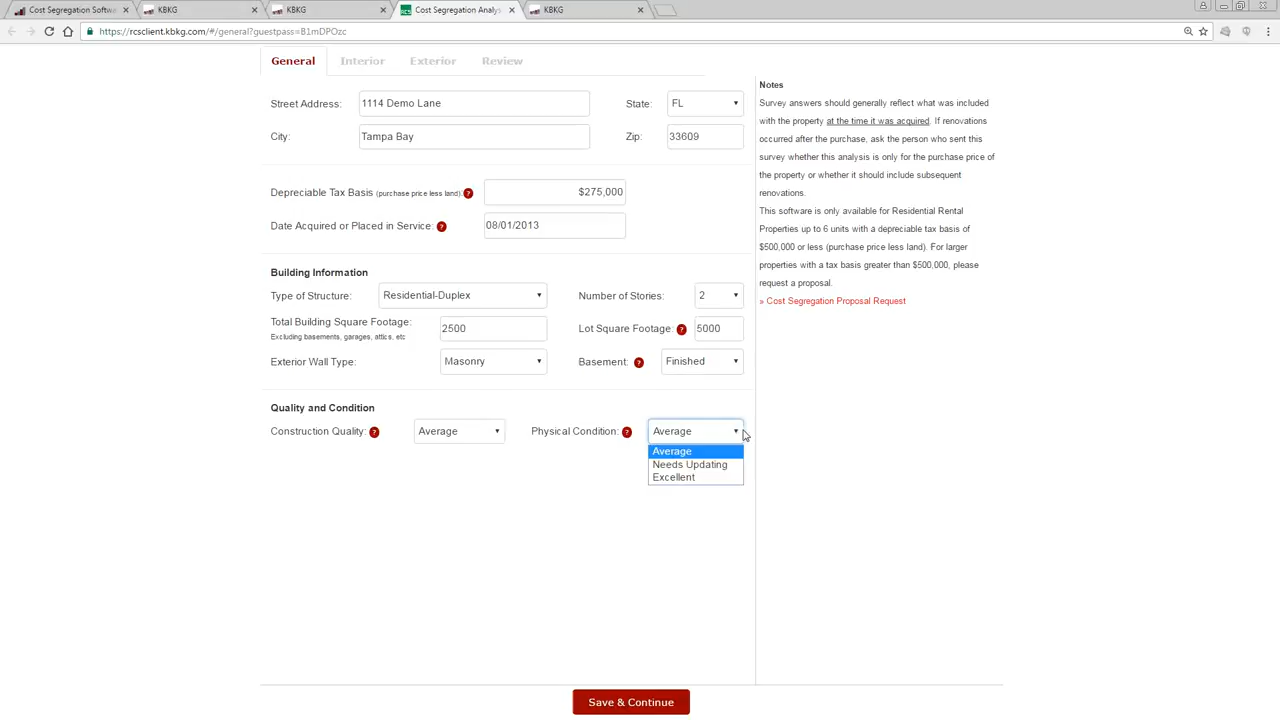 Cost Segregation Softw
KBKG
KBKG
Cost Segregation Analys
KBKG
https://rcsclient.kbkg.com/#/general?guestpass=B1mDPOzc
General
Interior
Exterior
Review
Street Address:
1114 Demo Lane
State:
FL
City:
Tampa Bay
Zip:
33609
Depreciable Tax Basis (purchase price less land):
$275,000
Date Acquired or Placed in Service:
08/01/2013
Building Information
Type of Structure:
Residential-Duplex
Number of Stories:
2
Total Building Square Footage:
Excluding basements, garages, attics, etc
2500
Lot Square Footage:
5000
Exterior Wall Type:
Masonry
Basement:
Finished
Quality and Condition
Construction Quality:
Average
Physical Condition:
Average
Average
Needs Updating
Excellent
Notes
Survey answers should generally reflect what was included
with the property at the time it was acquired. If renovations
occurred after the purchase, ask the person who sent this
survey whether this analysis is only for the purchase price of
the property or whether it should include subsequent
renovations.
This software is only available for Residential Rental
Properties up to 6 units with a depreciable tax basis of
$500,000 or less (purchase price less land). For larger
properties with a tax basis greater than $500,000, please
request a proposal.
» Cost Segregation Proposal Request
Save & Continue